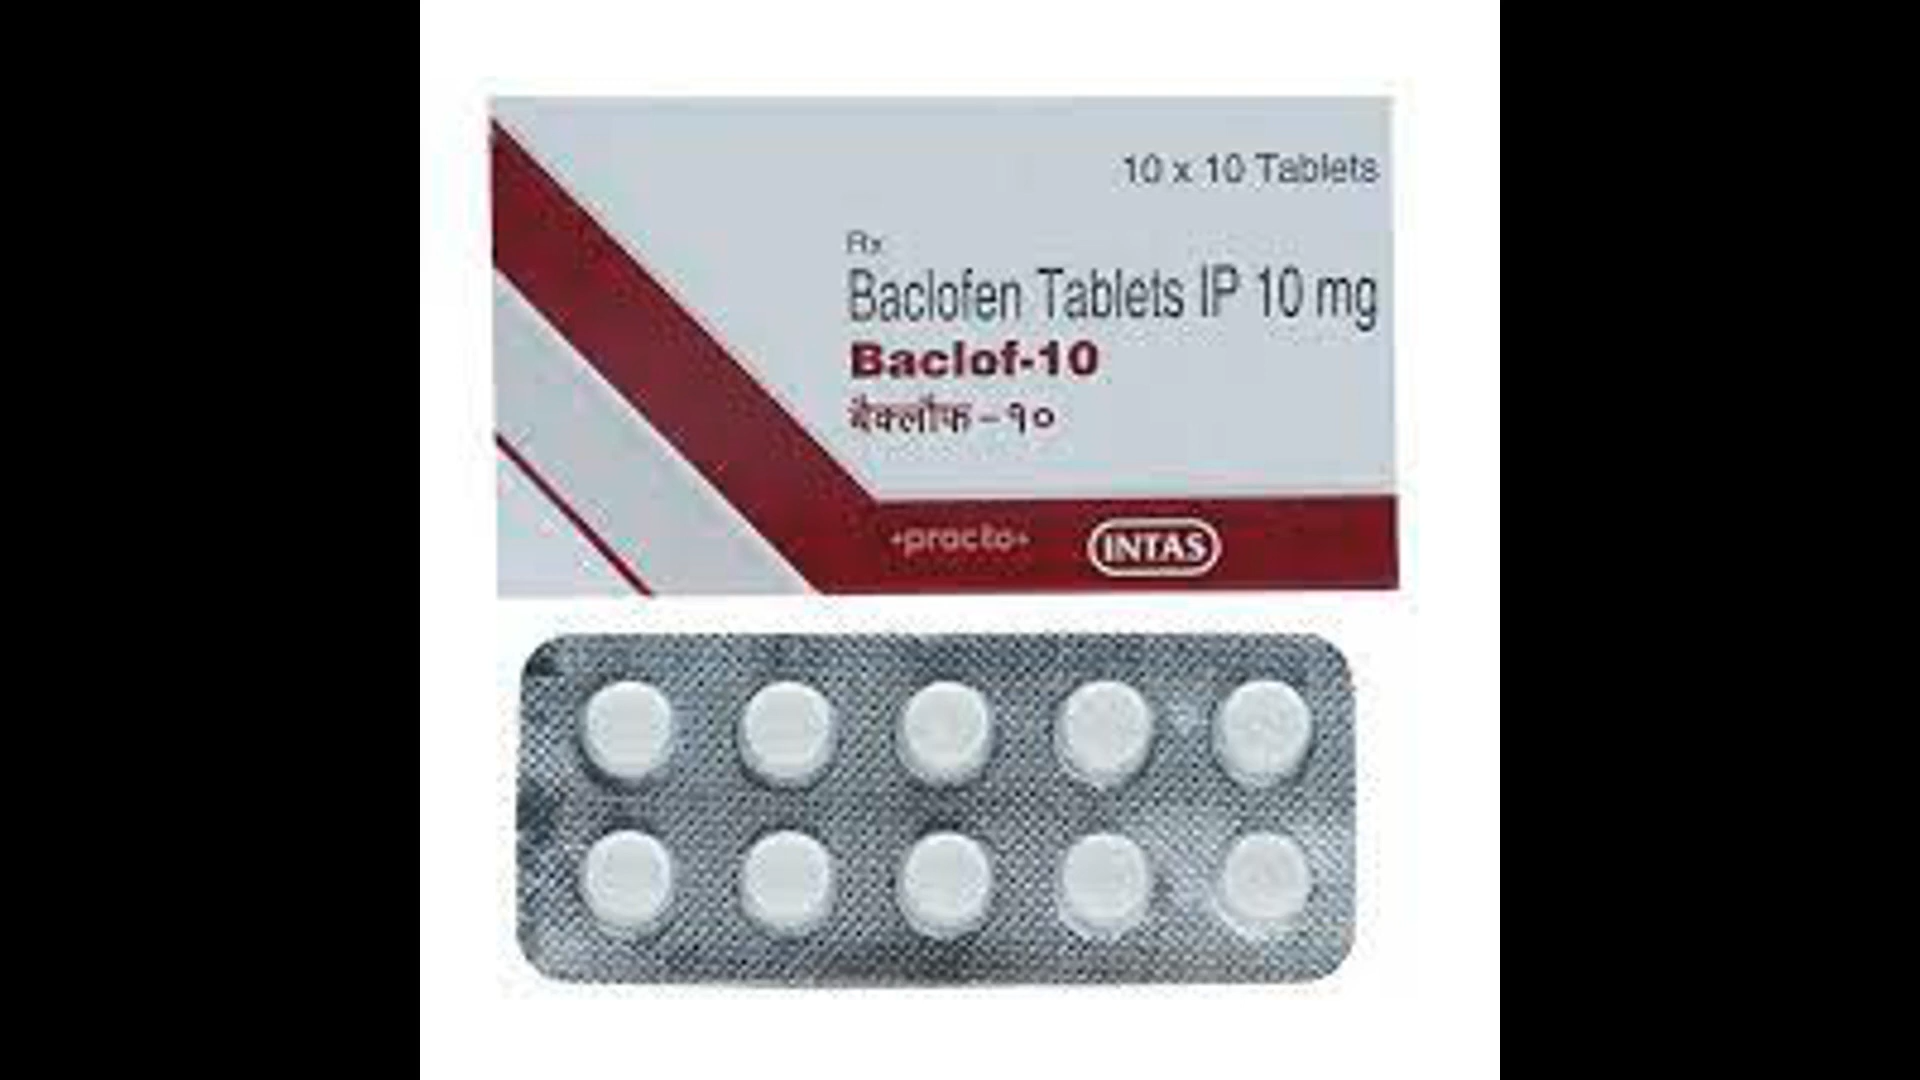 10 x 10 Tablets
Rx
Baclofen Tablets IP 10 mg
Baclof-10
बैक्लौफ - १०
•practo•
INTAS